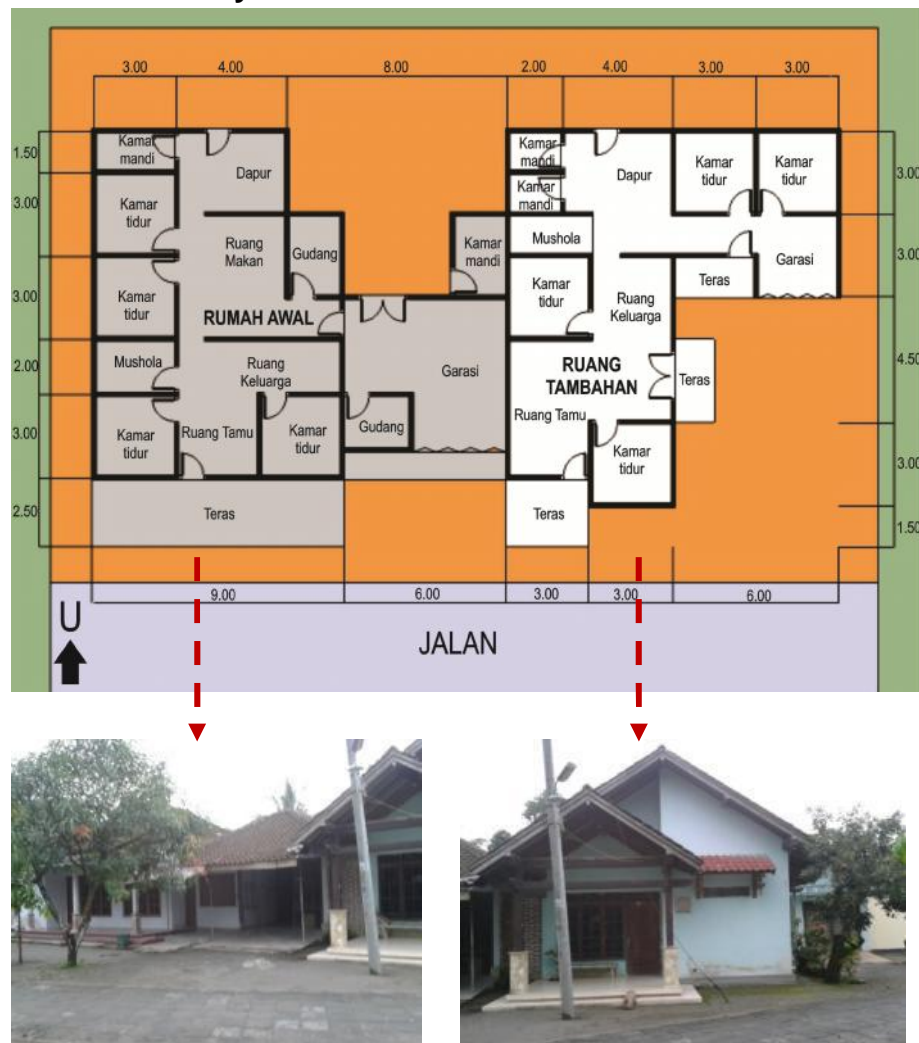 3.00 4.00 8.00 2.00 4.00 3.00 3.00
1.50
3.00
3.00
2.00
3.00
2.50
Kamar
mandi
Dapur
Kamar
tidur
Ruang
Makan
Gudang
Kamar
mandi
Kamar
tidur
RUMAH AWAL
Mushola
Ruang
Keluarga
Garasi
Kamar
tidur
Ruang Tamu
Kamar
tidur
Gudang
Teras
Kamar
mandi
Kamar
mandi
Dapur
Kamar
tidur
Kamar
tidur
Mushola
Garasi
Teras
Kamar
tidur
Ruang
Keluarga
RUANG
TAMBAHAN
Teras
Ruang Tamu
Kamar
tidur
Teras
3.00
3.00
4.50
3.00
1.50
9.00 6.00 3.00 3.00 6.00
U
JALAN